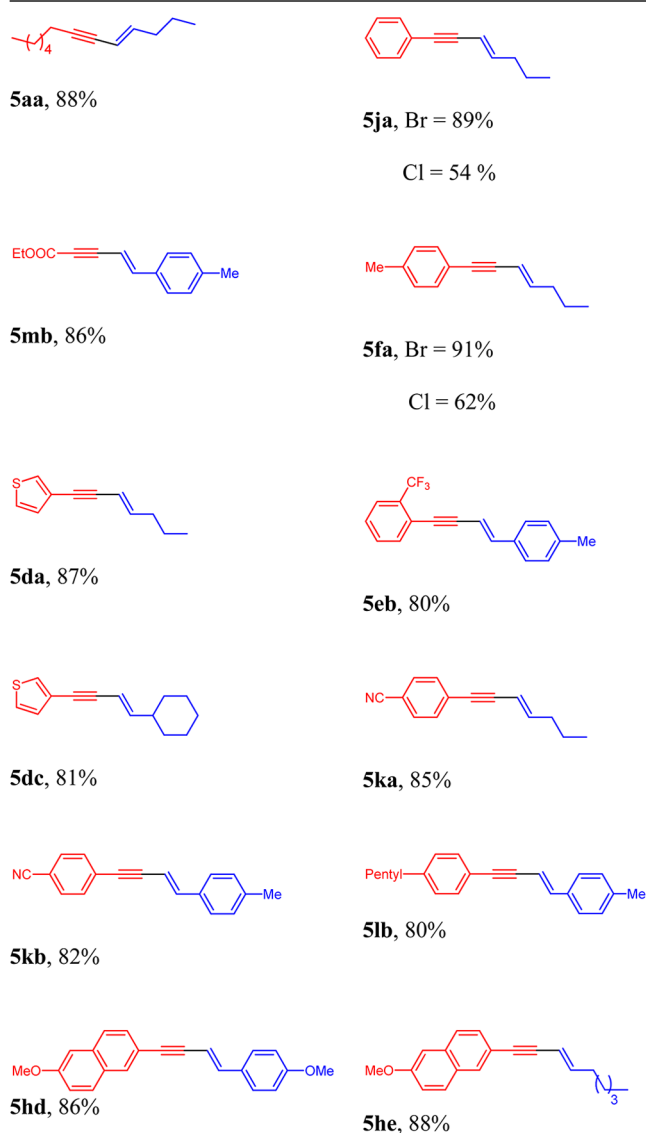 4
5aa, 88%
5ja, Br = 89%
Cl = 54 %
EtOOC
Me
5mb, 86%
Me
5fa, Br = 91%
Cl = 62%
S
5da, 87%
CF3
Me
5eb, 80%
S
5dc, 81%
NC
5ka, 85%
NC
Me
5kb, 82%
Pentyl
Me
5lb, 80%
MeO
OMe
5hd, 86%
MeO
3
5he, 88%